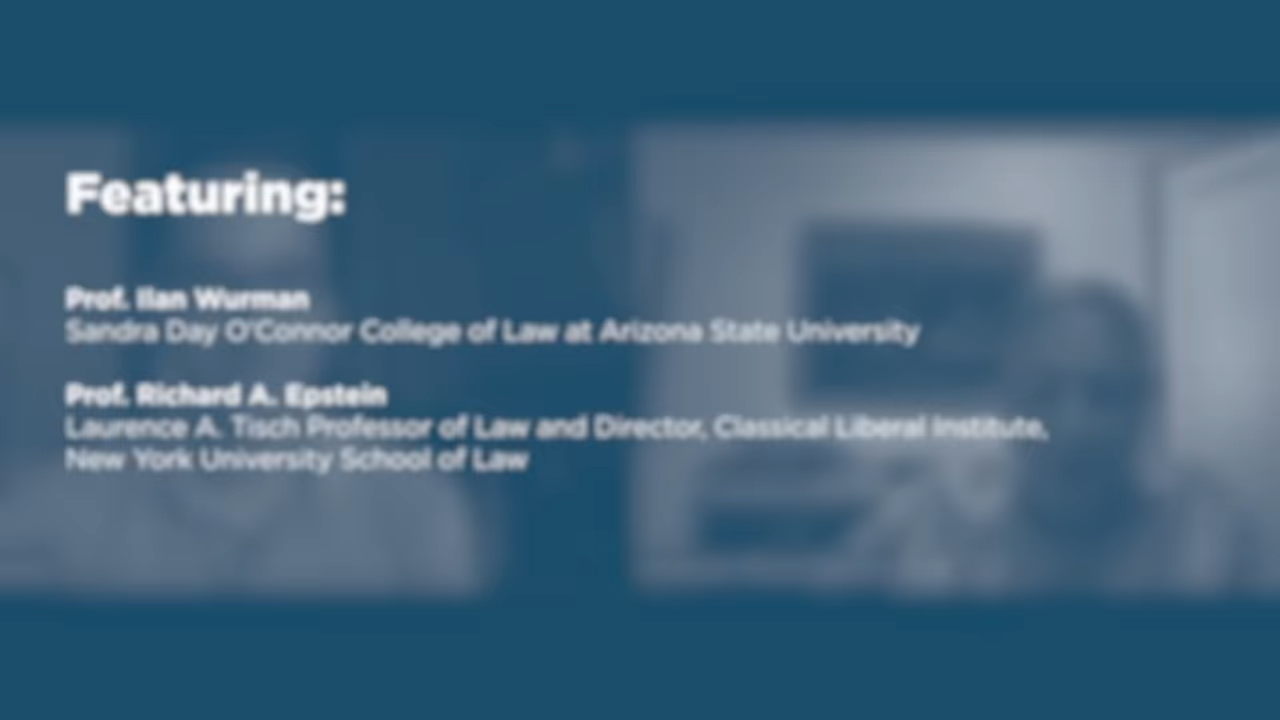 Featuring:
Prof. Ilan Wurman
Sandra Day O'Connor College of Law at Arizona State University
Prof. Richard A. Epstein
Laurence A. Tisch Professor of Law and Director, Classical Liberal Institute,
New York University School of Law